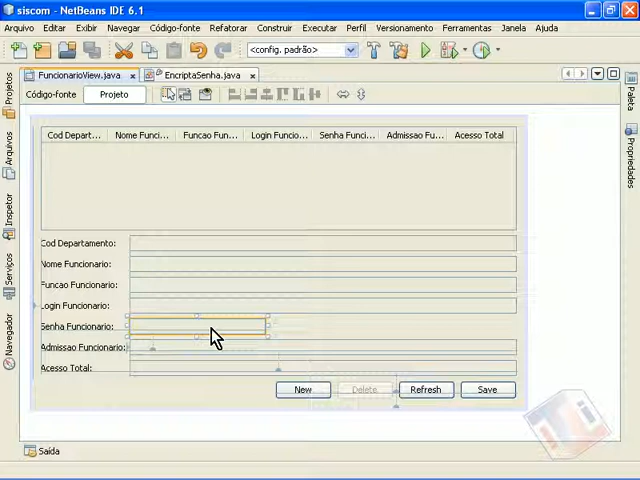 siscom - NetBeans IDE 6.1
Arquivo Editar Exibir Navegar Código-fonte Refatorar Construir Executar Perfil Versionamento Ferramentas Janela Ajuda
<config. padrão>
FuncionarioView.java EncriptaSenha.java
Código-fonte Projeto
Projetos
Arquivos
Inspetor
Serviços
Navegador
Paleta
Propriedades
Cod Depart... Nome Funci... Funcao Fun... Login Funcio... Senha Funci... Admissao Fu... Acesso Total
Cod Departamento:
Nome Funcionario:
Funcao Funcionario:
Login Funcionario:
Senha Funcionario:
Admissao Funcionario:
Acesso Total:
New Delete Refresh Save
Saída